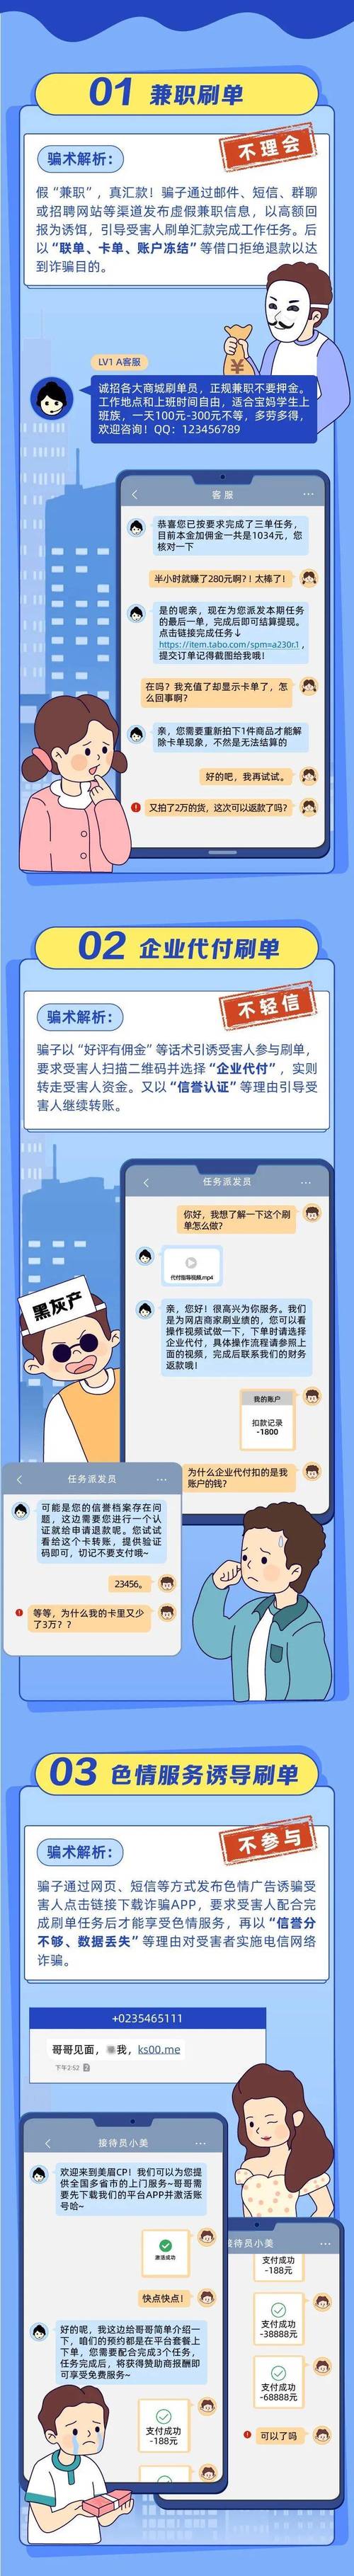 01 兼职刷单
骗术解析：
不理会
假“兼职”，真汇款！骗子通过邮件、短信、群聊
或招聘网站等渠道发布虚假兼职信息，以高额回
报为诱饵，引导受害人刷单汇款完成工作任务。后
以“联单、卡单、账户冻结”等借口拒绝退款以达
到诈骗目的。
LV1 A客服
诚招各大商城刷单员，正规兼职不要押金。
工作地点和上班时间自由，适合宝妈学生上
班族，一天100元-300元不等，多劳多得，
欢迎咨询！QQ：123456789
客服
恭喜您已按要求完成了三单任务，
目前本金加佣金一共是1034元，您
核对一下
半小时就赚了280元啊？！太棒了！
是的呢亲，现在为您派发本期任务
的最后一单，完成后即可结算提现。
点击链接完成任务↓
https://item.tabo.com/spm=a230r.1，
提交订单记得截图给我哦！
在吗？我充值了却显示卡单了，怎
么回事啊？
亲，您需要重新拍下1件商品才能解
除卡单现象，不然是无法结算的
好的吧，我再试试。
又拍了2万的货，这次可以返款了吗？
02 企业代付刷单
骗术解析：
不轻信
骗子以“好评有佣金”等话术引诱受害人参与刷单，
要求受害人扫描二维码并选择“企业代付”，实则
转走受害人资金。又以“信誉认证”等理由引导受
害人继续转账。
任务派发员
你好，我想了解一下这个刷
单怎么做？
代付指导视频.mp4
亲，您好！很高兴为你服务。我们
是为网店商家刷业绩的，您可以看
操作视频试做一下，下单时请选择
企业代付，具体操作流程请参照上
面的视频，完成后联系我们的财务
返款哦！
黑灰产
我的账户
扣款记录
-1800
为什么企业代付扣的是我
账户的钱？
任务派发员
可能是您的信誉档案存在问
题，这边需要您进行一个认
证就给申请退款呢。您试试
看给这个卡转账，提供验证
码即可，切记不要支付哦~
23456。
等等，为什么我的卡里又少
了3万？？
03 色情服务诱导刷单
骗术解析：
不参与
骗子通过网页、短信等方式发布色情广告诱骗受
害人点击链接下载诈骗APP，要求受害人配合完
成刷单任务后才能享受色情服务，再以“信誉分
不够、数据丢失”等理由对受害者实施电信网络
诈骗。
+0235465111
哥哥见面，我，ks00.me
下午2:52 2
接待员小美
欢迎来到美眉CP！我们可以为您提
供全国多省市的上门服务~哥哥需
要先下载我们的平台APP并激活账
号哈~
激活成功
快点快点！
好的呢，我这边给哥哥简单介绍一
下，咱们的预约都是在平台套餐上
下单，您需要配合完成3个任务，
任务完成后，将获得赞助商报酬即
可享受免费服务~
支付成功
-188元
接待员小美
支付成功
-188元
支付成功
-38888元
支付成功
-68888元
可以了吗